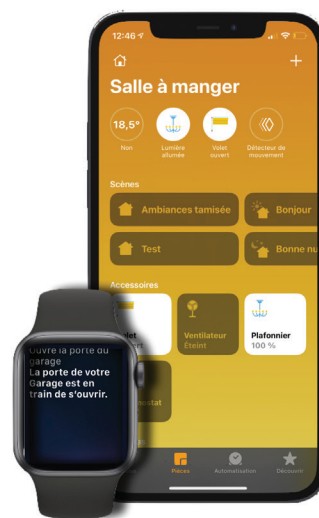 12:46
Salle à manger
18,5°
Non
Lumière
allumée
Volet
ouvert
Détecteur de
mouvement
Scènes
Ambiances tamisée
Bonjour
Test
Bonne nu
Accessoires
Ventilateur
Éteint
Plafonnier
100 %
Pièces
Automatisation
Découvrir
Ouvre la porte du
garage
La porte de votre
Garage est en
train de s'ouvrir.